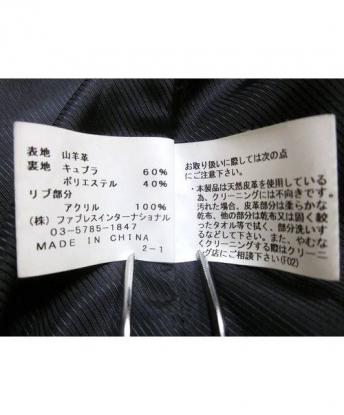 表地 山羊革
裏地 キュプラ 60%
ポリエステル 40%
リブ部分
アクリル 100%
(株) ファブレスインターナショナル
03-5785-1847
MADE IN CHINA
2-1
お取り扱いに際しては次の点
にご注意下さい。
・本製品は天然皮革を使用している
為、クリーニングには不向きです。
汚れた場合、皮革部分は柔らかな
乾布、他の部分は乾布又は固く絞
ったタオル等で拭く、部分洗いす
るなどして下さい。また、やむな
くクリーニングする際はクリーニ
ング店にご相談下さい(F02)